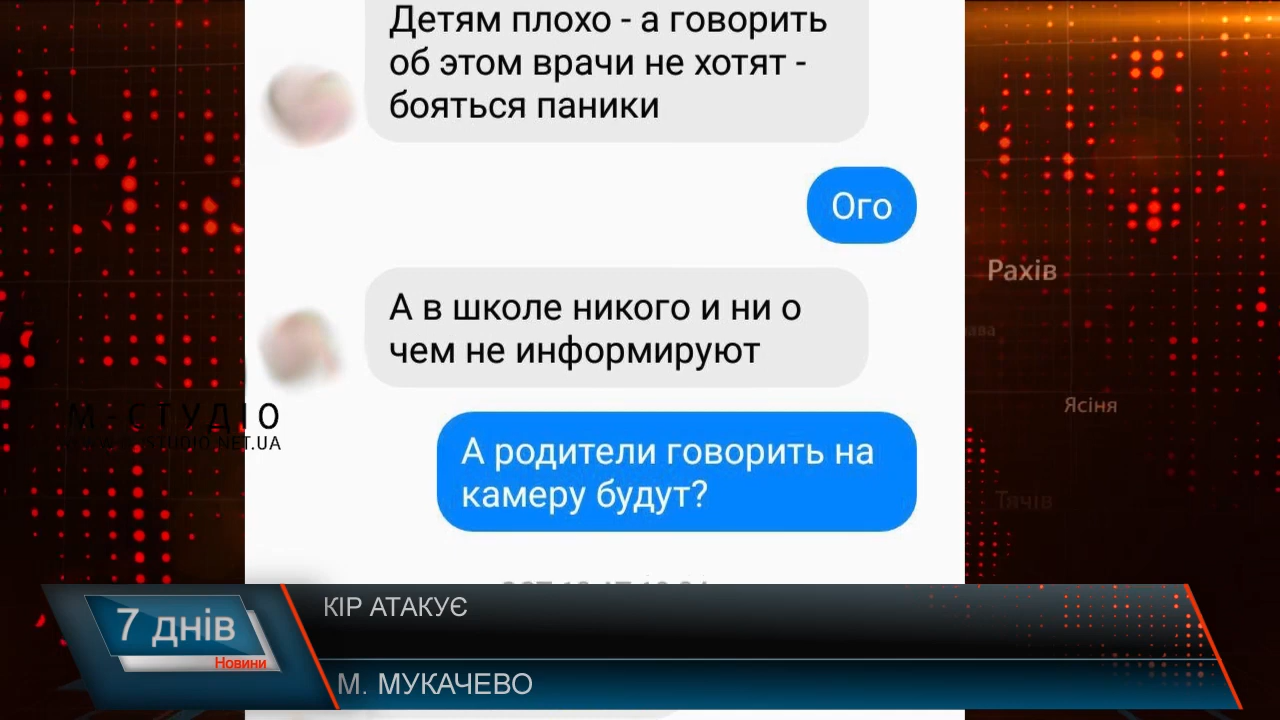 Детям плохо - а говорить
об этом врачи не хотят -
бояться паники
Ого
А в школе никого и ни о
чем не информируют
А родители говорить на
камеру будут?
М-СТУДІО
Рахів
Ясіня
Тячів
7 днів
Новини
КІР АТАКУЄ
М. МУКАЧЕВО